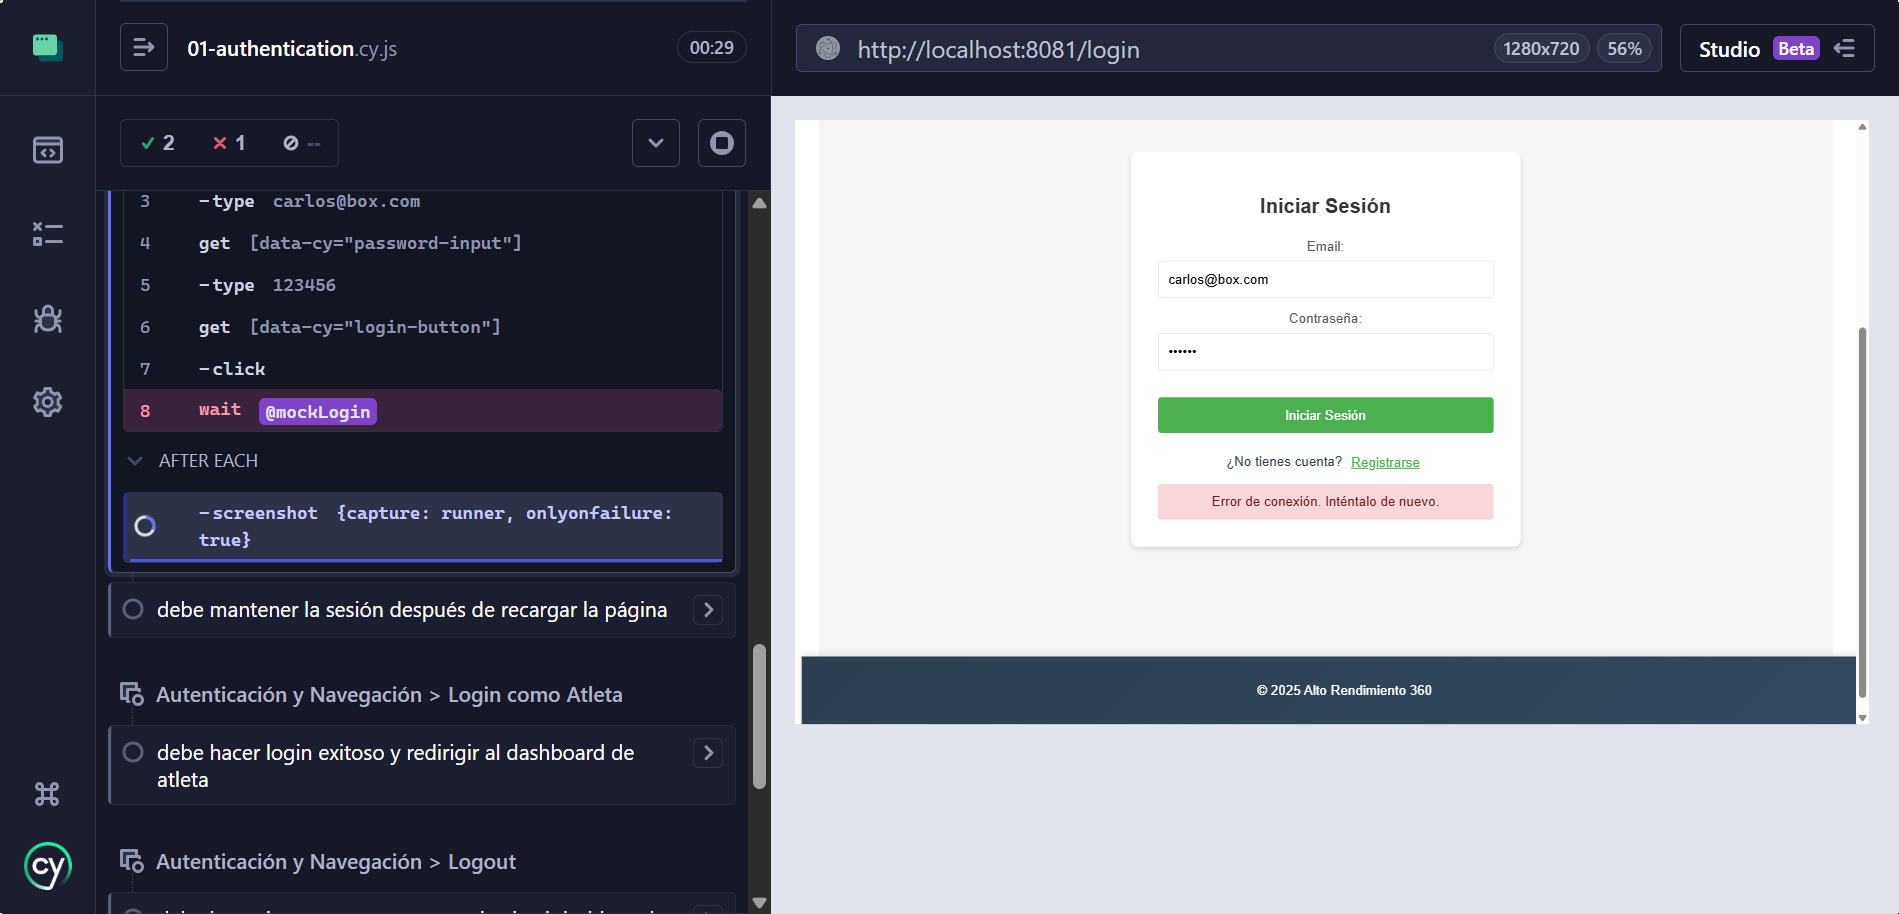 01-authentication.cy.js
00:29
2
1
--
3 -type carlos@box.com
4 get [data-cy="password-input"]
5 -type 123456
6 get [data-cy="login-button"]
7 -click
8 wait @mockLogin
AFTER EACH
-screenshot {capture: runner, onlyonfailure:
true}
debe mantener la sesión después de recargar la página
Autenticación y Navegación > Login como Atleta
debe hacer login exitoso y redirigir al dashboard de
atleta
Autenticación y Navegación > Logout
cy
http://localhost:8081/login
1280x720
56%
Studio Beta
Iniciar Sesión
Email:
carlos@box.com
Contraseña:
••••••
Iniciar Sesión
¿No tienes cuenta? Registrarse
Error de conexión. Inténtalo de nuevo.
© 2025 Alto Rendimiento 360